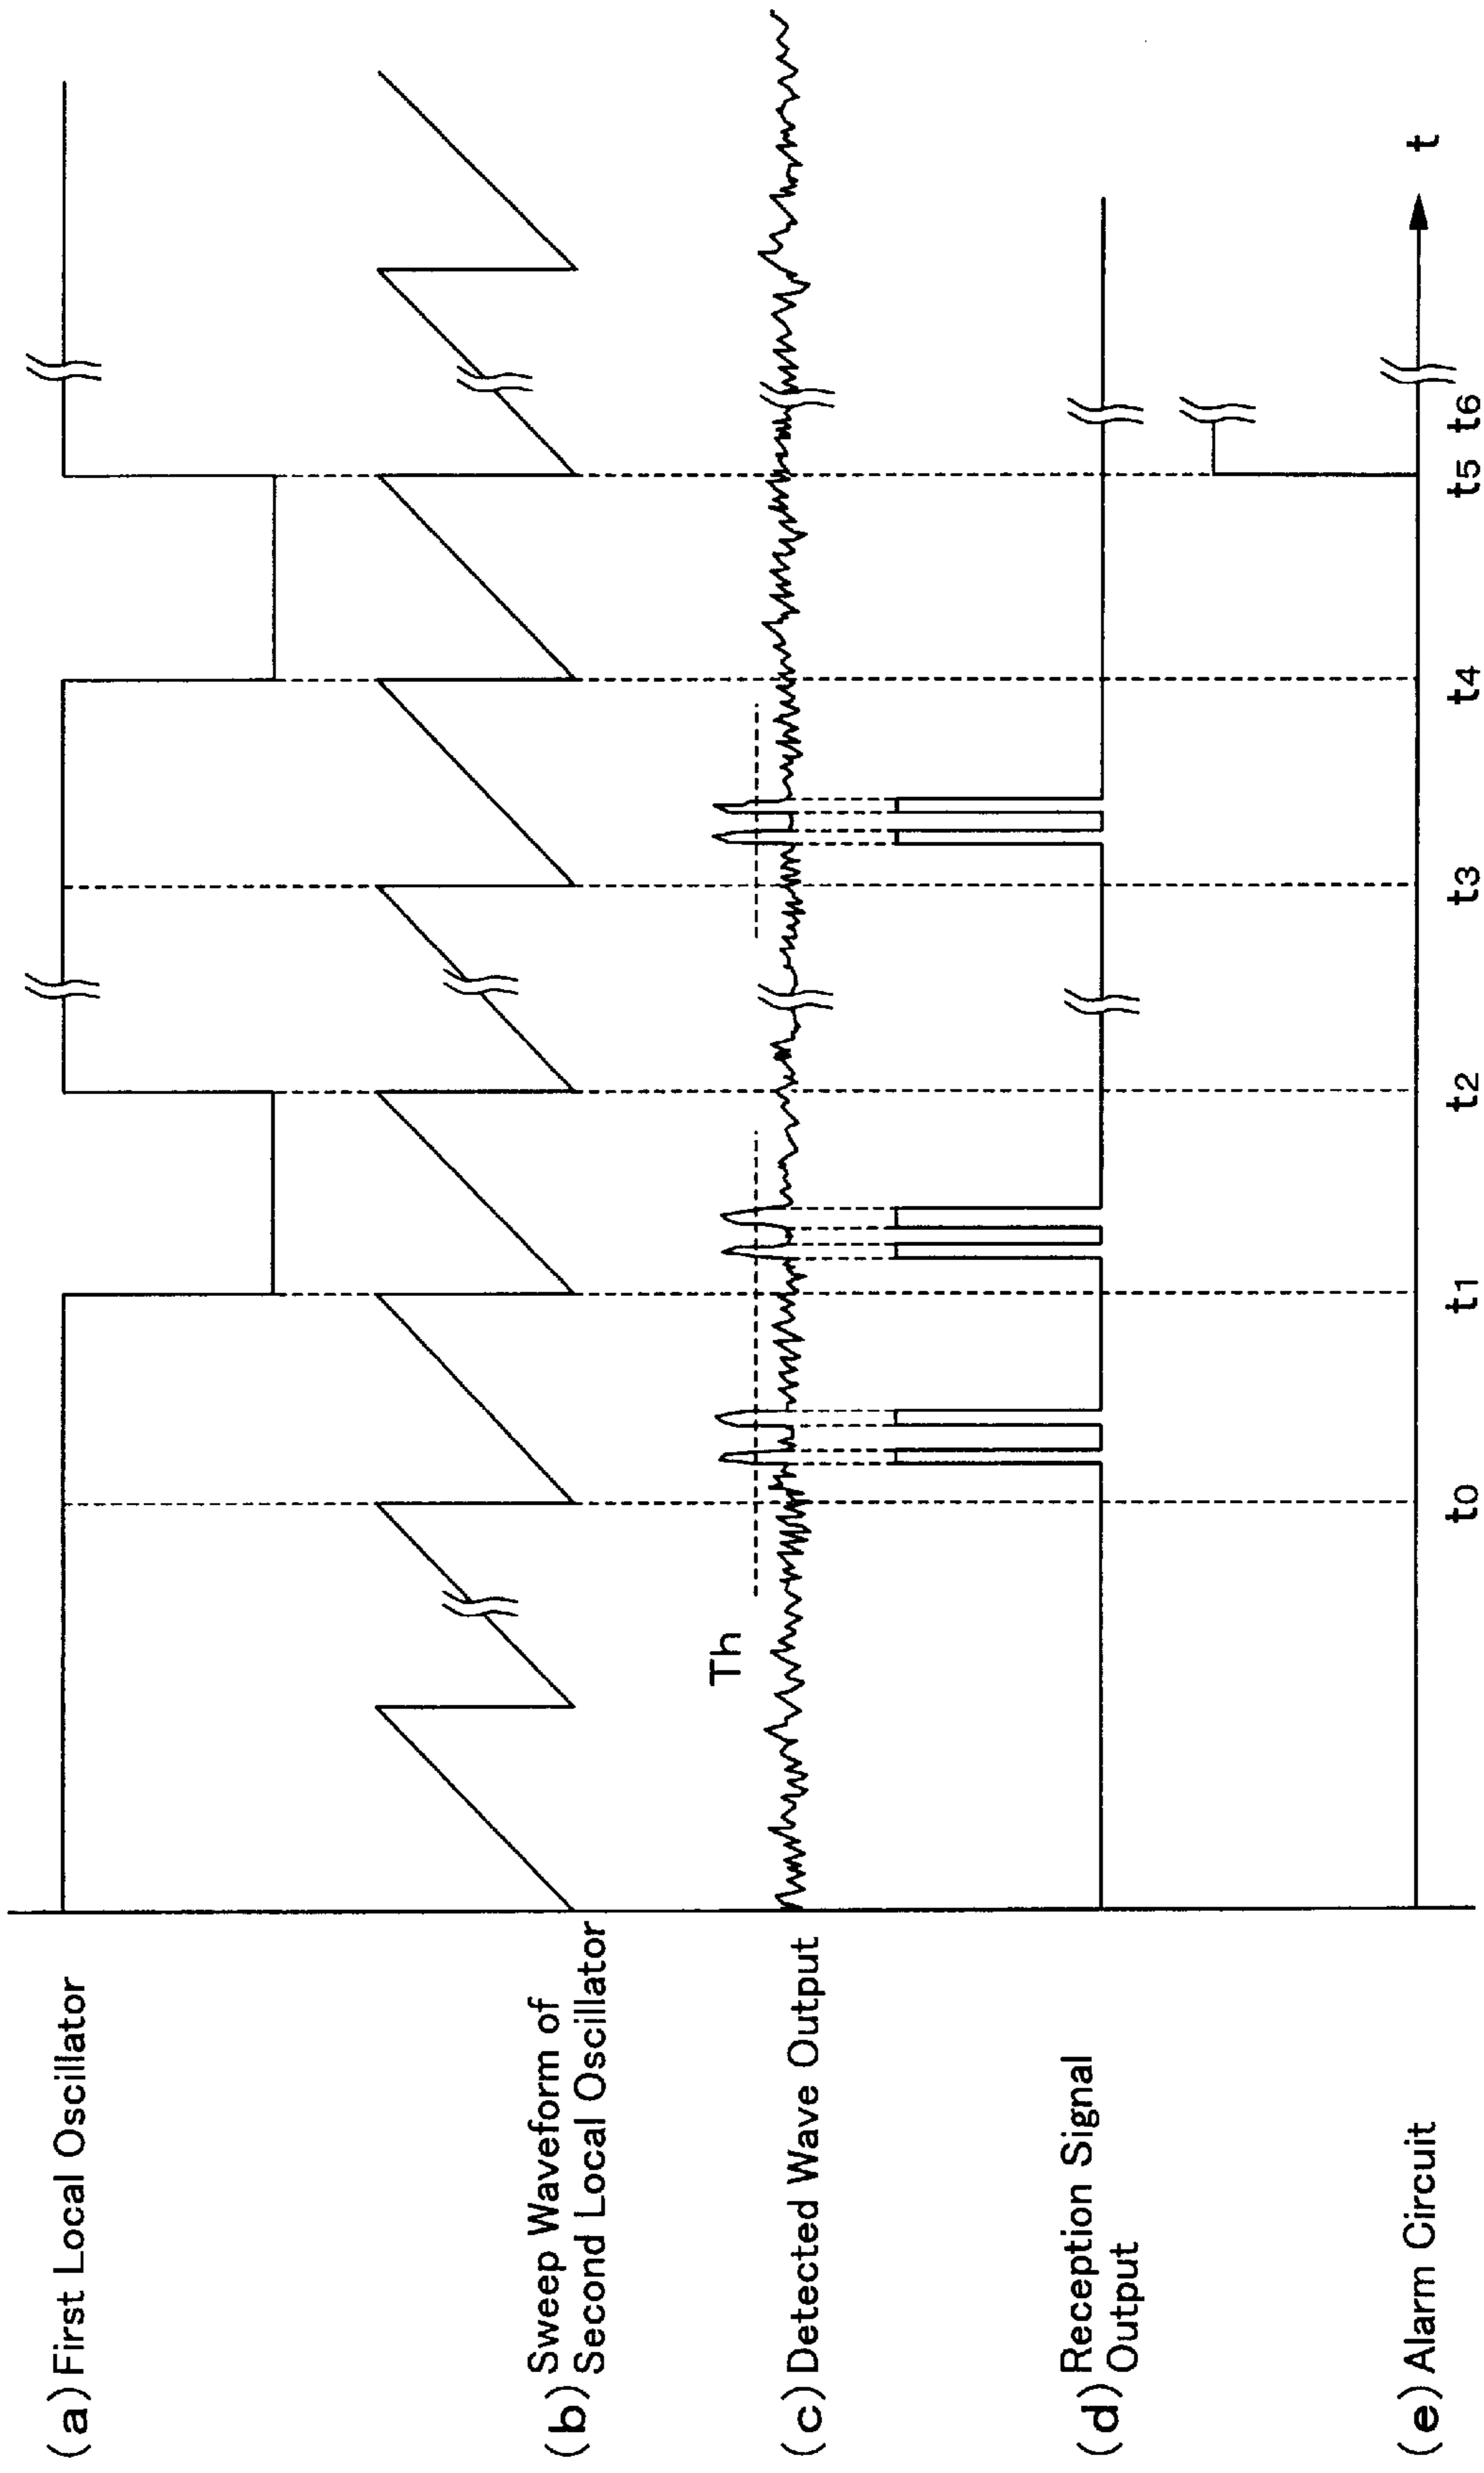 (a) First Local Oscillator
(b) Sweep Waveform of
Second Local Oscillator
(c) Detected Wave Output
Th
(d) Reception Signal
Output
(e) Alarm Circuit
t0 t1 t2 t3 t4 t5 t6
t